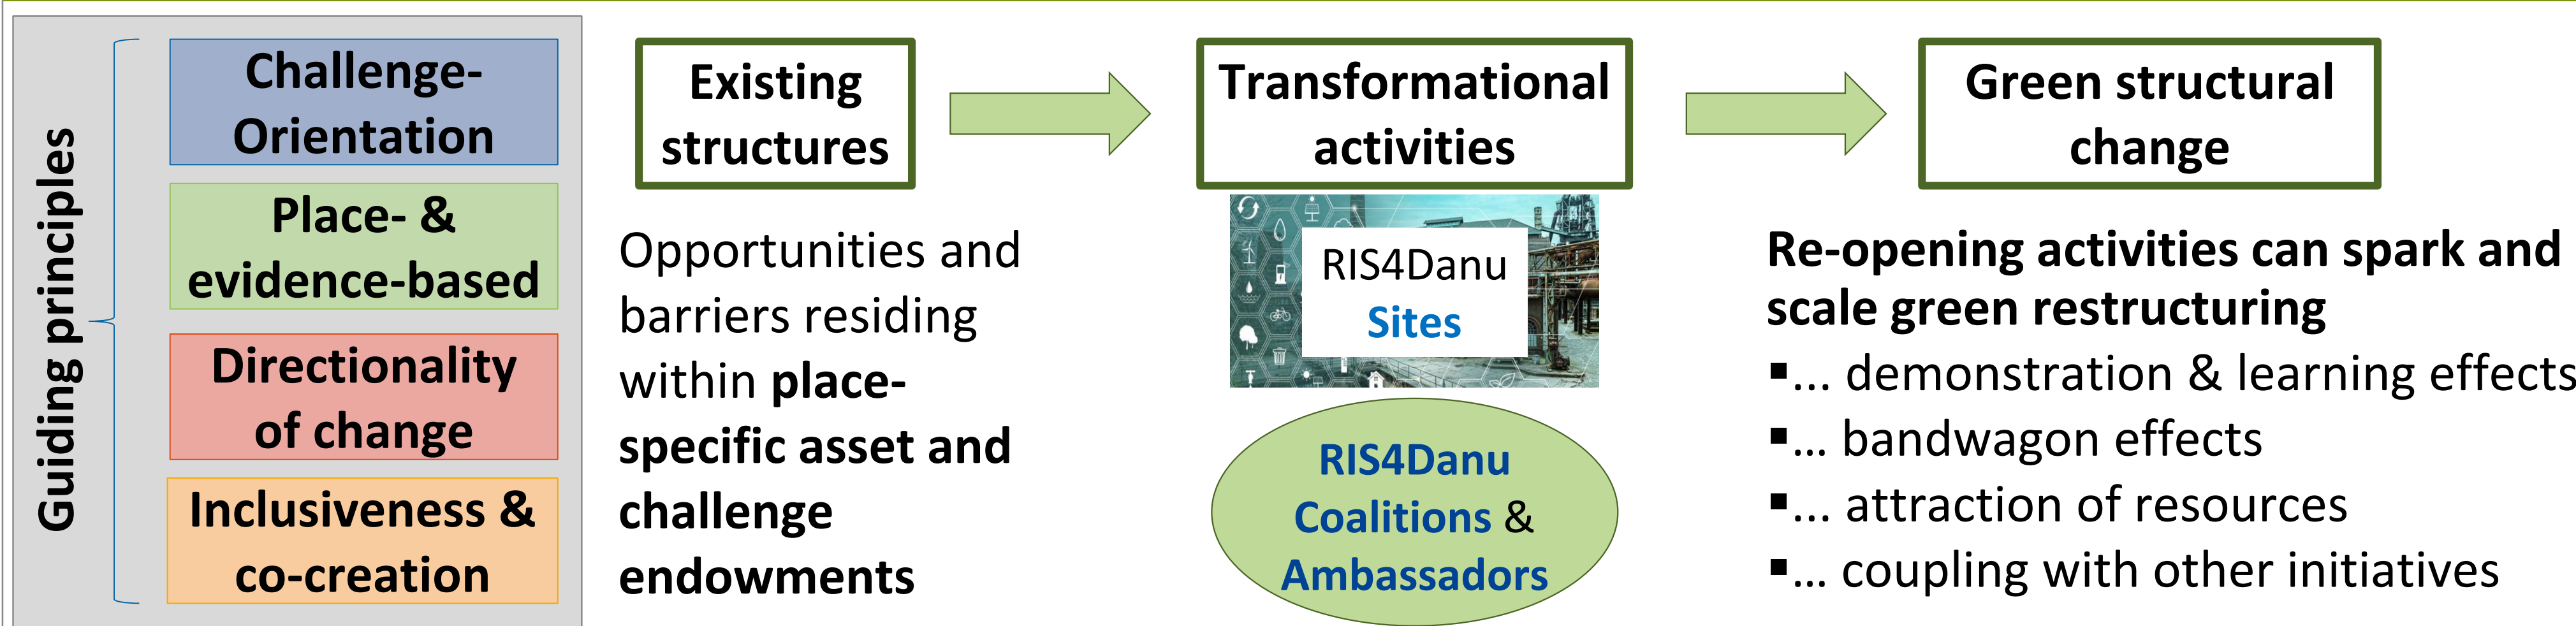 Guiding principles
Challenge-
Orientation
Place- &
evidence-based
Directionality
of change
Inclusiveness &
co-creation
Existing
structures
Opportunities and
barriers residing
within place-
specific asset and
challenge
endowments
Transformational
activities
RIS4Danu
Sites
RIS4Danu
Coalitions &
Ambassadors
Green structural
change
Re-opening activities can spark and
scale green restructuring
▪... demonstration & learning effects
▪... bandwagon effects
▪... attraction of resources
▪... coupling with other initiatives